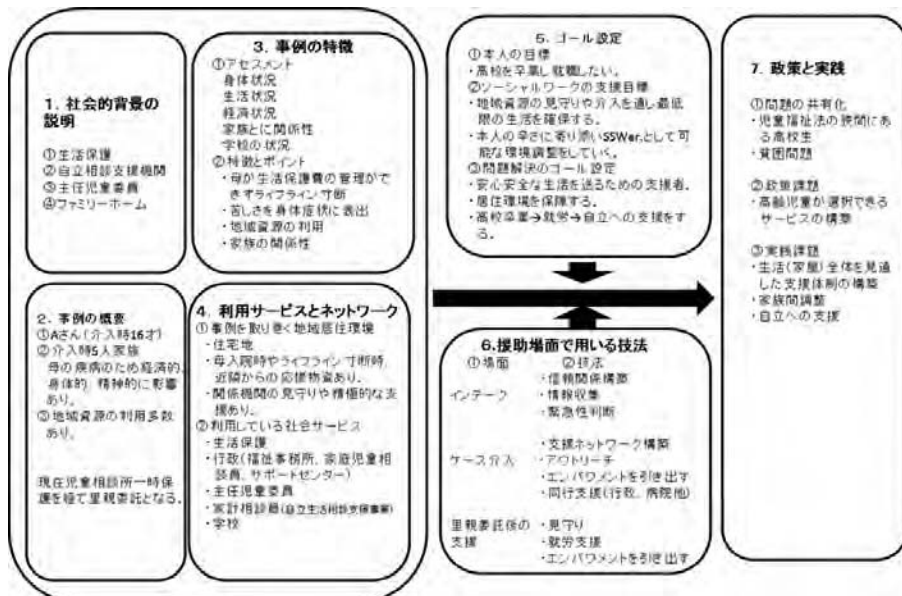 1. 社会的背景の
説明
①生活保護
②自立相談支援機関
③主任児童委員
④ファミリーホーム
3. 事例の特徴
①アセスメント
身体状況
生活状況
経済状況
家族とに関係性
学校の状況
②特徴とポイント
・母が生活保護費の管理がで
きずライフライン寸断
・苦しさを身体症状に表出
・地域資源の利用
・家族の関係性
2. 事例の概要
①Aさん(介入時16才)
②介入時5人家族
母の疾病のため経済的、
身体的、精神的に影響
あり。
③地域資源の利用多数
あり。
現在児童相談所一時保
護を経て里親委託となる。
4. 利用サービスとネットワーク
①事例を取り巻く地域居住環境
・住宅地
・母入院時やライフライン寸断時、
近隣からの応援物資あり。
・関係機関の見守りや積極的な支
援あり。
②利用している社会サービス
・生活保護
・行政(福祉事務所、家庭児童相
談員、サポートセンター)
・主任児童委員
・家計相談員(自立生活相談支援事業)
・学校
5. ゴール設定
①本人の目標
・高校を卒業し就職したい。
②ソーシャルワークの支援目標
・地域資源の見守りや介入を通し最低
限の生活を確保する。
・本人の辛さに寄り添いSSWer.として可
能な環境調整をしていく。
③問題解決のゴール設定
・安心安全な生活を送るための支援者。
・居住環境を保障する。
・高校卒業→就労→自立への支援をす
る。
6.援助場面で用いる技法
①場面 ②技法
・信頼関係構築
インテーク ・情報収集
・緊急性判断
・支援ネットワーク構築
ケース介入 ・アウトリーチ
・エンパワメントを引き出す
・同行支援(行政、病院他)
里親委託後の ・見守り
支援 ・就労支援
・エンパワメントを引き出す
7. 政策と実践
①問題の共有化
・児童福祉法の狭間にあ
る高校生
・貧困問題
②政策課題
・高齢児童が選択できる
サービスの構築
③実践課題
・生活(家屋)全体を見通
した支援体制の構築
・家族間調整
・自立への支援